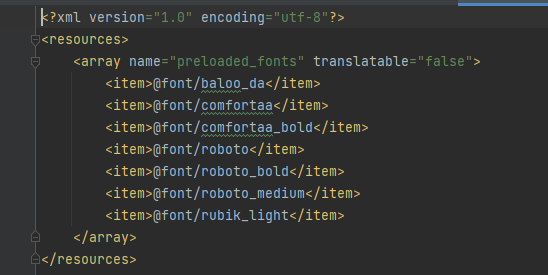 <?xml version="1.0" encoding="utf-8"?>
<resources>
    <array name="preloaded_fonts" translatable="false">
        <item>@font/baloo_da</item>
        <item>@font/comfortaa</item>
        <item>@font/comfortaa_bold</item>
        <item>@font/roboto</item>
        <item>@font/roboto_bold</item>
        <item>@font/roboto_medium</item>
        <item>@font/rubik_light</item>
    </array>
</resources>